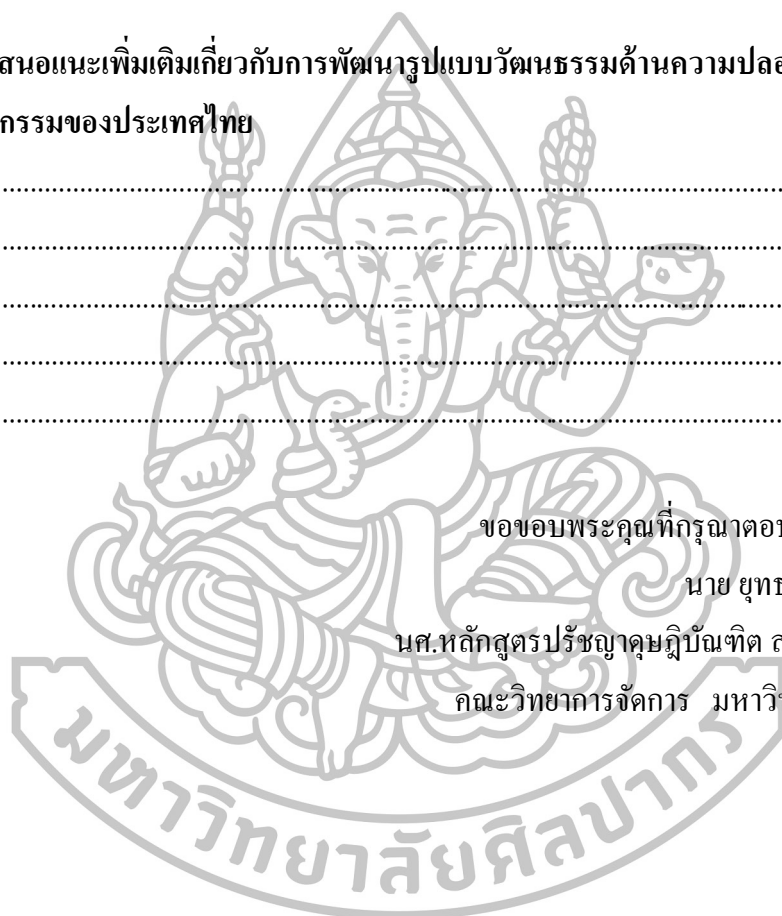 สนอแนะเพิ่มเติมเกี่ยวกับการพัฒนารูปแบบวัฒนธรรมด้านความปลอ
กรรมของประเทศไทย
................................................................................
................................................................................
................................................................................
................................................................................
................................................................................
ขอขอบพระคุณที่กรุณาตอบ
นาย ยุทธ
นศ.หลักสูตรปรัชญาดุษฎีบัณฑิต ส
คณะวิทยาการจัดการ มหาวิ
มหาวิทยาลัยศิลปากร